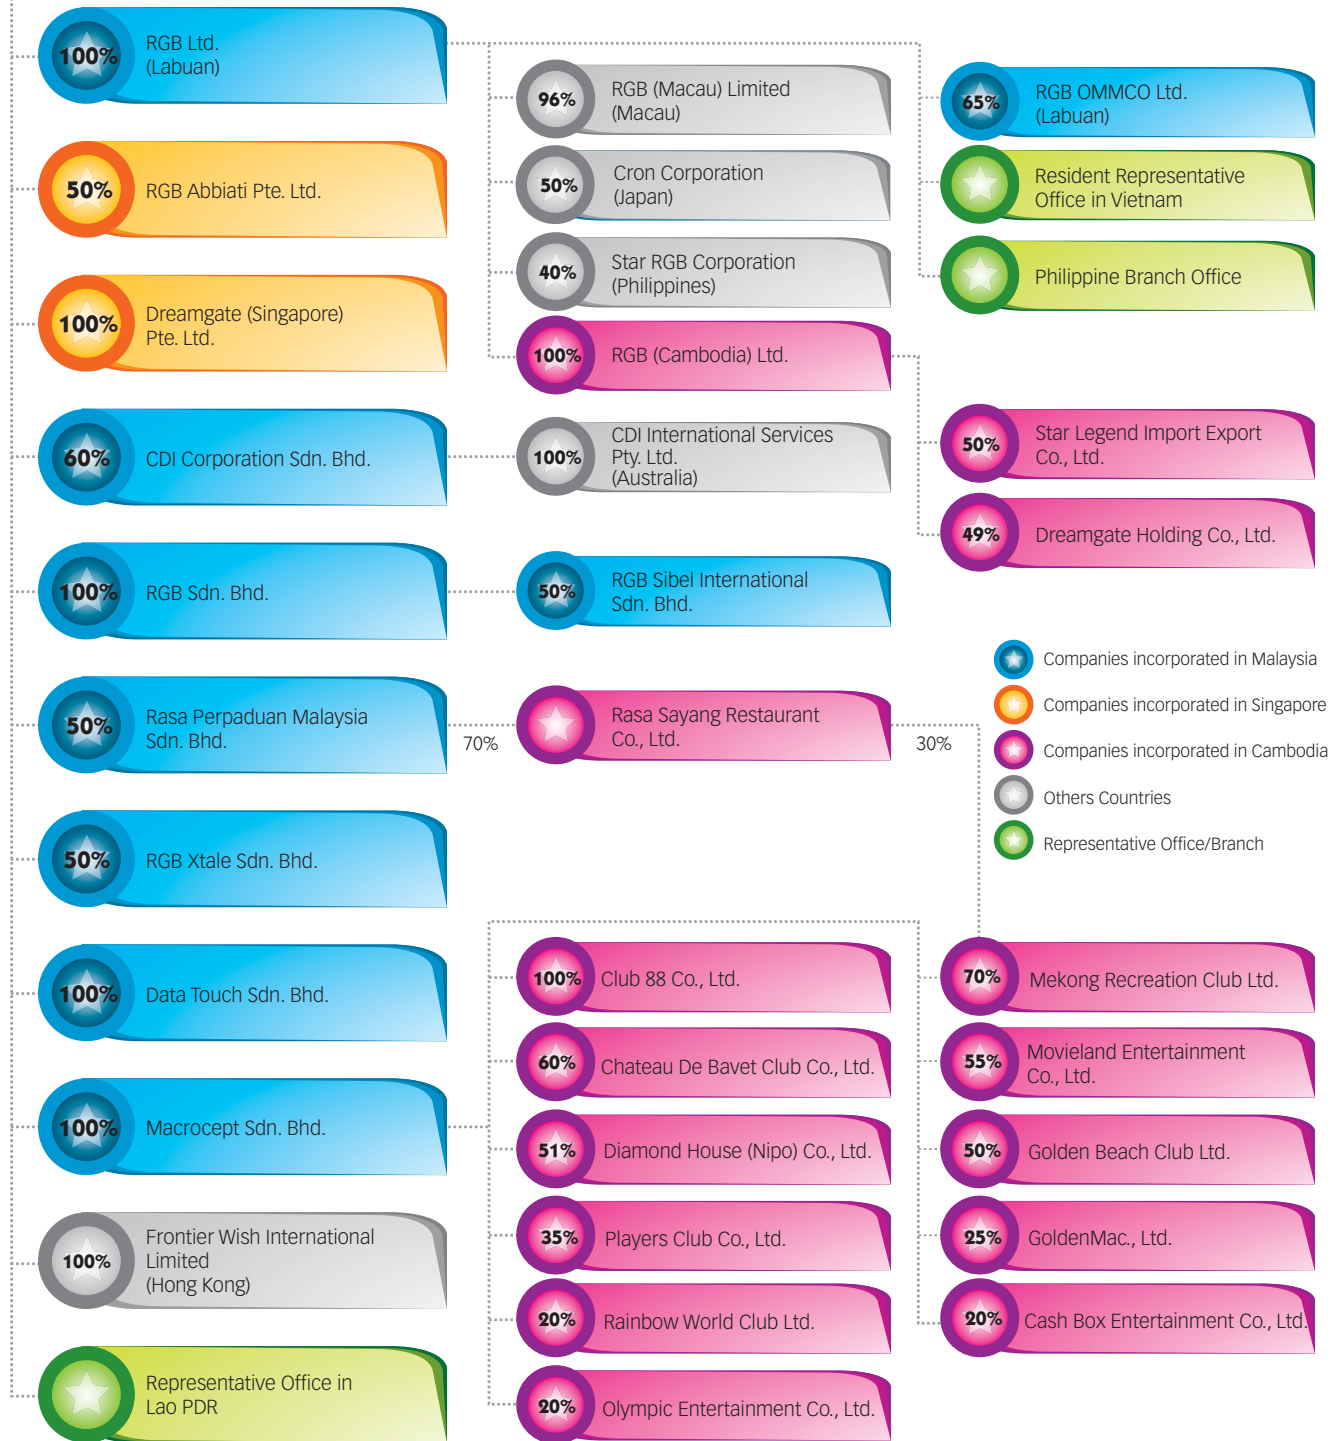 100%
RGB Ltd.
(Labuan)
50%
RGB Abbiati Pte. Ltd.
100%
Dreamgate (Singapore)
Pte. Ltd.
60%
CDI Corporation Sdn. Bhd.
100%
RGB Sdn. Bhd.
50%
Rasa Perpaduan Malaysia
Sdn. Bhd.
50%
RGB Xtale Sdn. Bhd.
100%
Data Touch Sdn. Bhd.
100%
Macrocept Sdn. Bhd.
100%
Frontier Wish International
Limited
(Hong Kong)
Representative Office in
Lao PDR
96%
RGB (Macau) Limited
(Macau)
50%
Cron Corporation
(Japan)
40%
Star RGB Corporation
(Philippines)
100%
RGB (Cambodia) Ltd.
100%
CDI International Services
Pty. Ltd.
(Australia)
50%
RGB Sibel International
Sdn. Bhd.
70%
Rasa Sayang Restaurant
Co., Ltd.
30%
100%
Club 88 Co., Ltd.
60%
Chateau De Bavet Club Co., Ltd.
51%
Diamond House (Nipo) Co., Ltd.
35%
Players Club Co., Ltd.
20%
Rainbow World Club Ltd.
20%
Olympic Entertainment Co., Ltd.
65%
RGB OMMCO Ltd.
(Labuan)
Resident Representative
Office in Vietnam
Philippine Branch Office
50%
Star Legend Import Export
Co., Ltd.
49%
Dreamgate Holding Co., Ltd.
Companies incorporated in Malaysia
Companies incorporated in Singapore
Companies incorporated in Cambodia
Others Countries
Representative Office/Branch
70%
Mekong Recreation Club Ltd.
55%
Movieland Entertainment
Co., Ltd.
50%
Golden Beach Club Ltd.
25%
GoldenMac., Ltd.
20%
Cash Box Entertainment Co., Ltd.